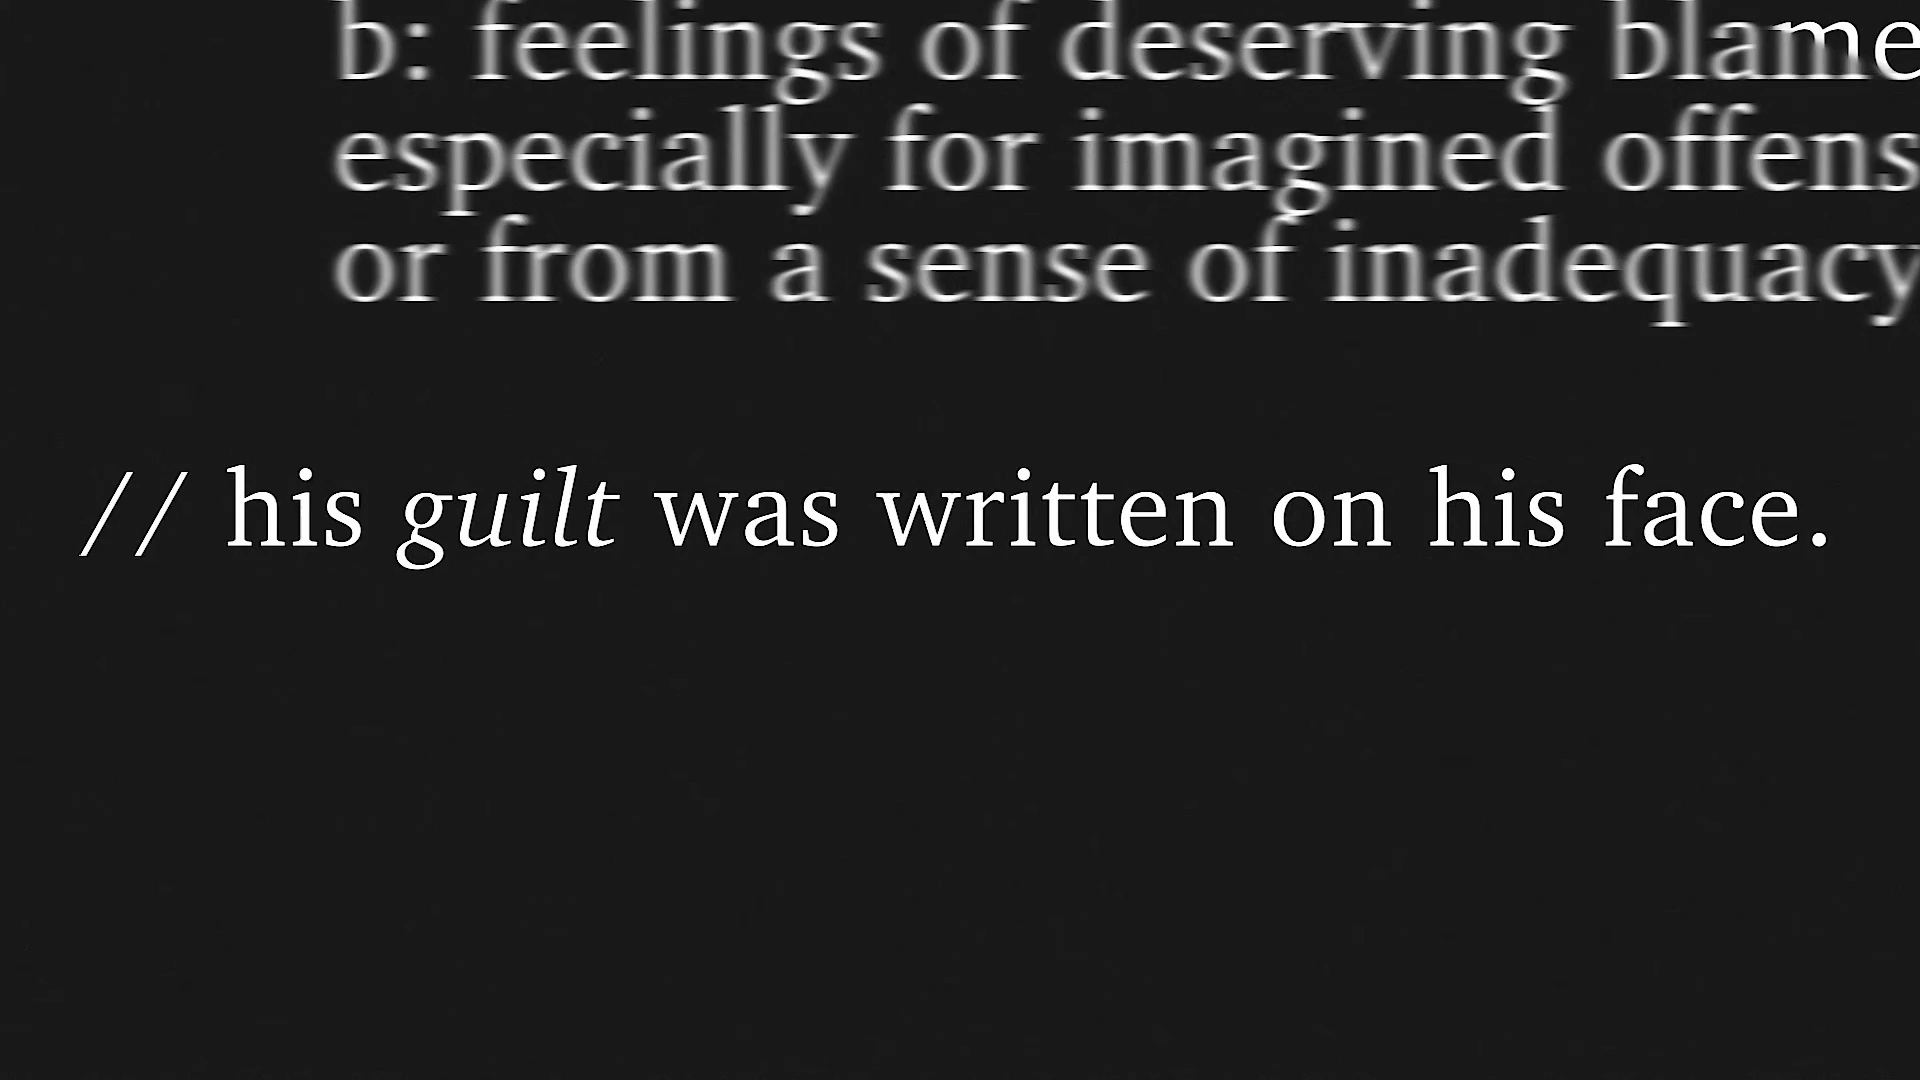 b: feelings of deserving blame
especially for imagined offens
or from a sense of inadequacy
// his guilt was written on his face.